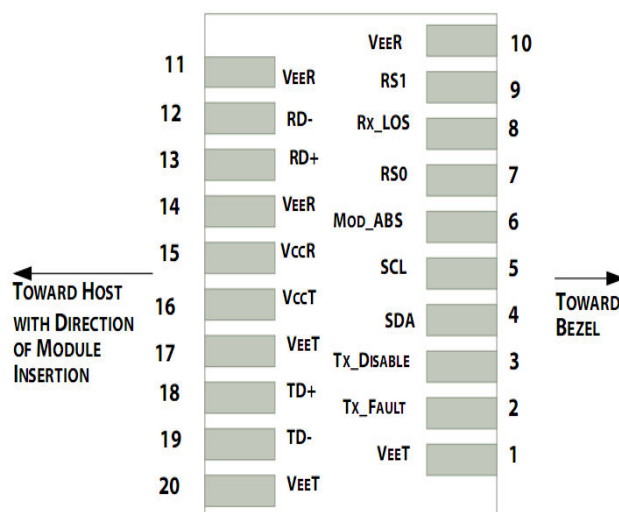 VEER 10
11 VEER
RS1 9
12 RD-
RX_LOS 8
13 RD+
RS0 7
14 VEER
MOD_ABS 6
15 VCCR
SCL 5
16 VCCT
SDA 4
17 VEET
TX_DISABLE 3
18 TD+
TX_FAULT 2
19 TD-
VEET 1
20 VEET
TOWARD HOST
WITH DIRECTION
OF MODULE
INSERTION
TOWARD
BEZEL